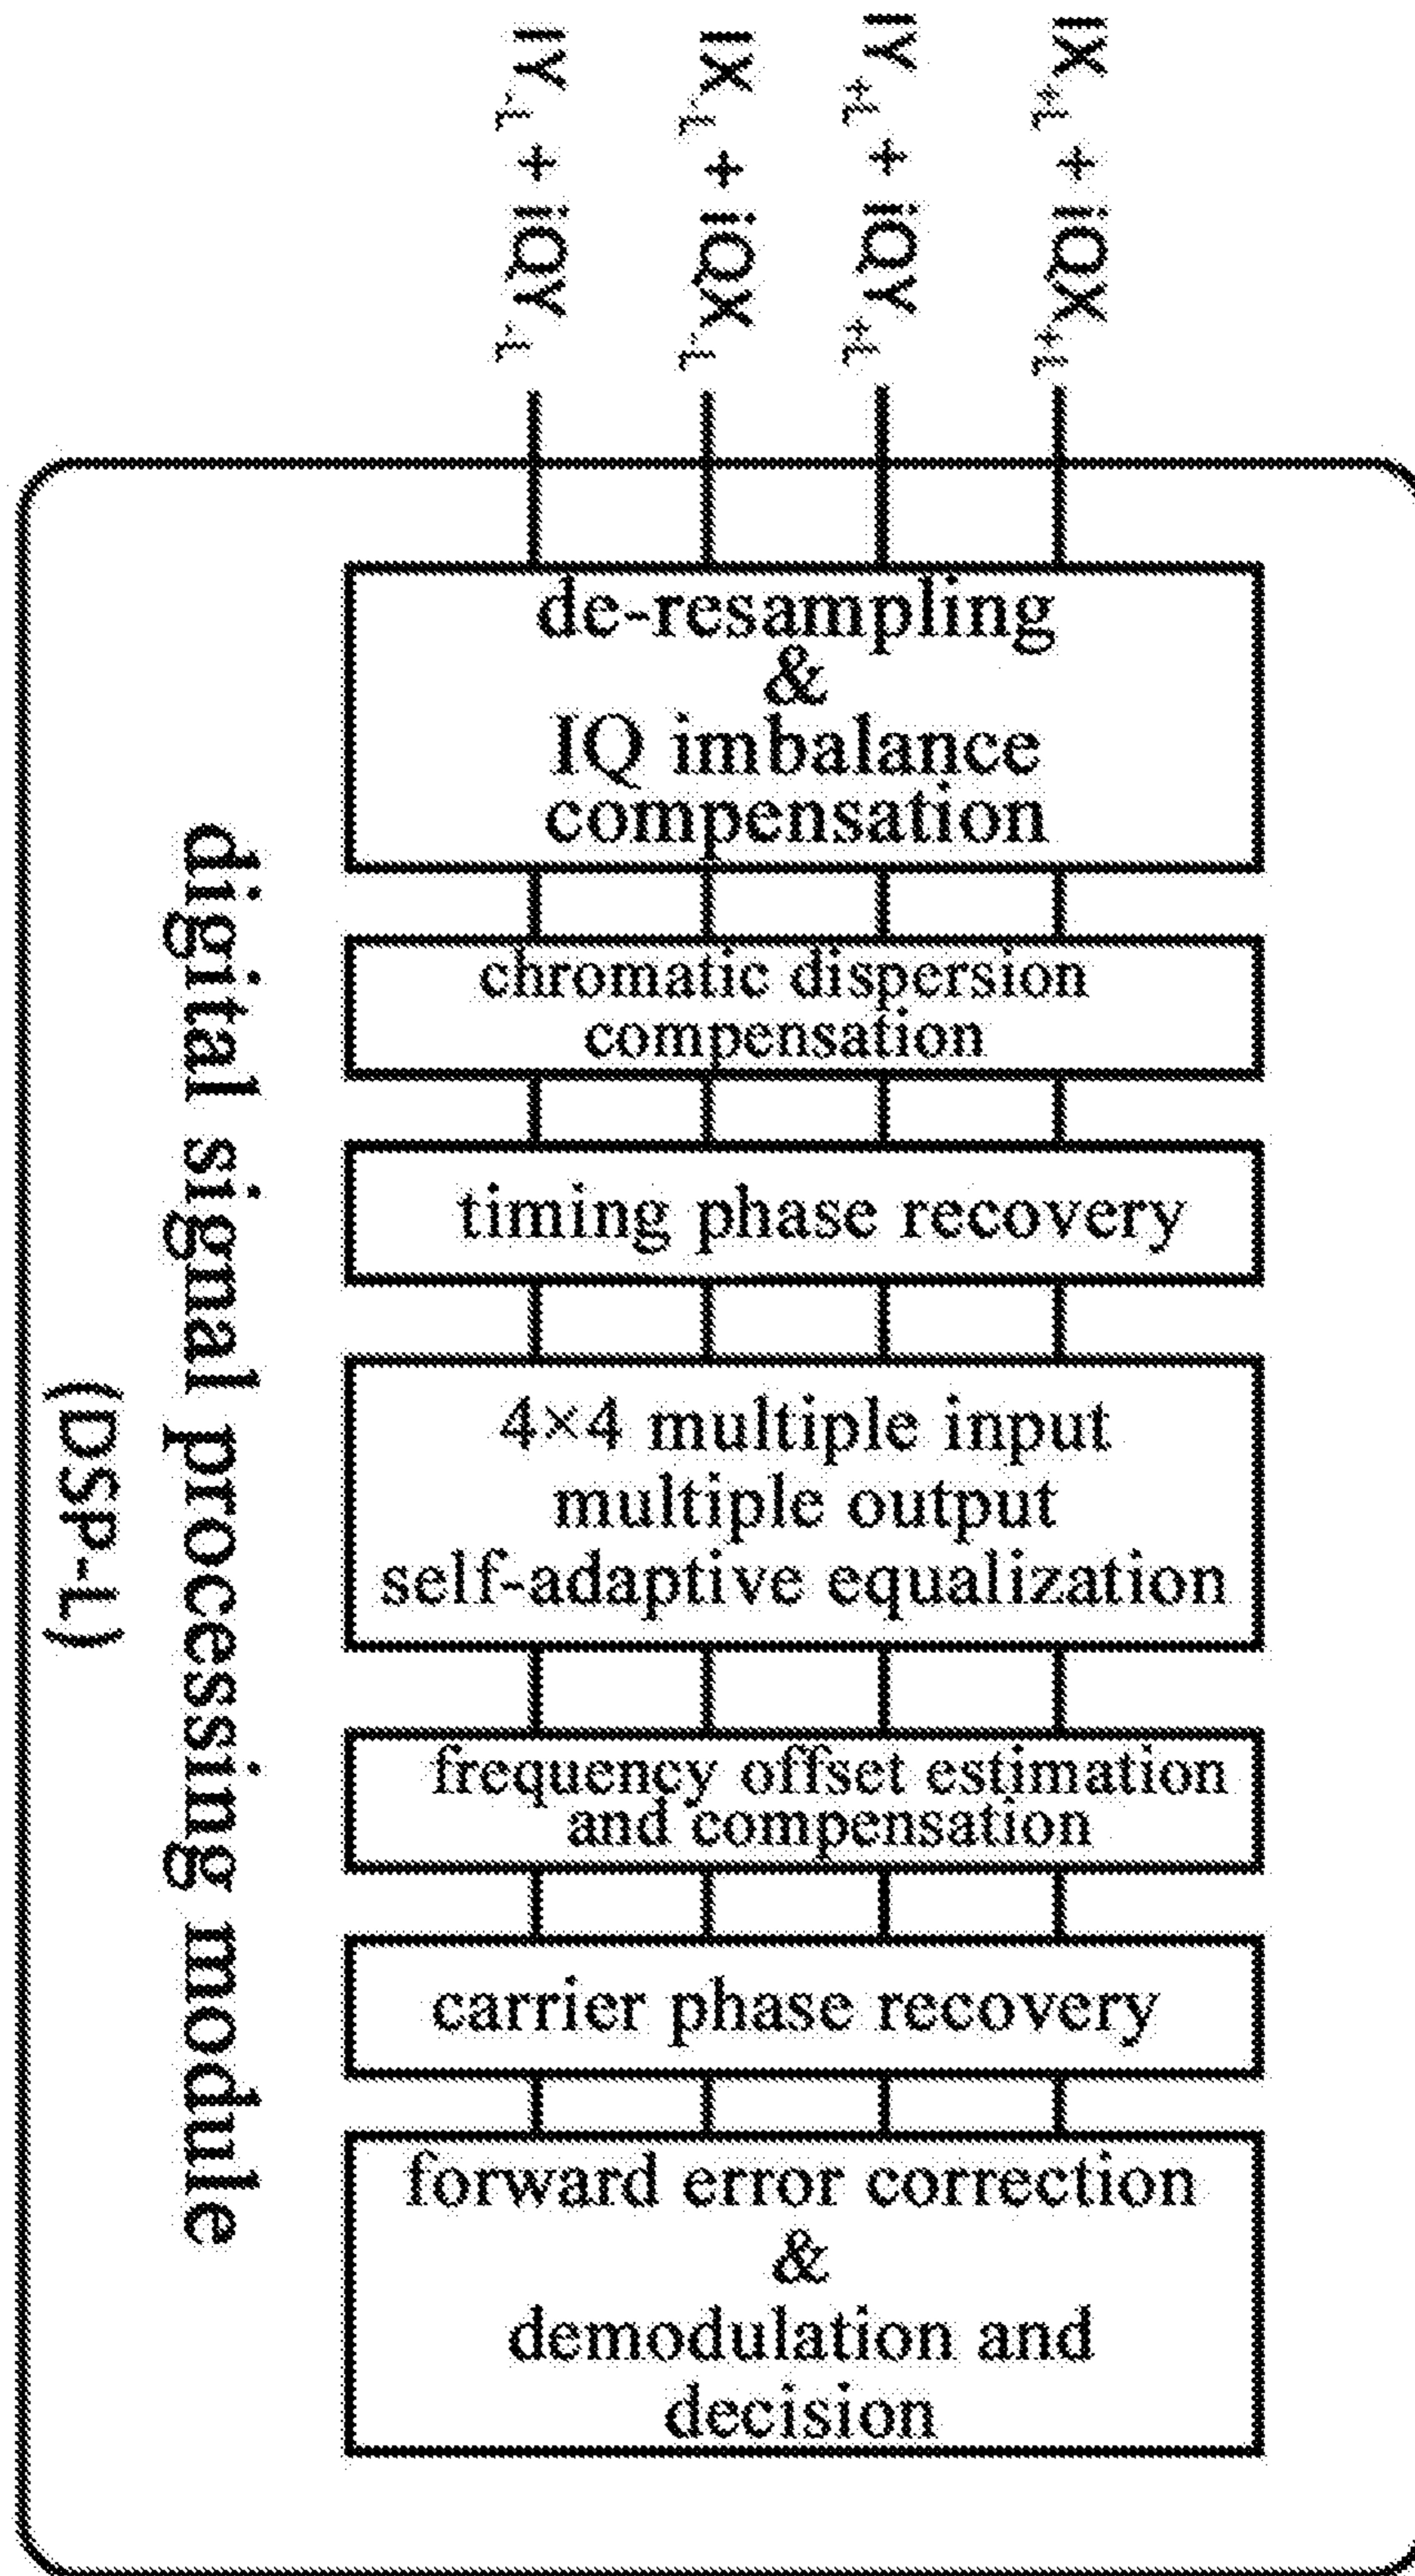 IY₋L + iQY₋L
IX₋L + iQX₋L
IY₊L + iQY₊L
IX₊L + iQX₊L
de-resampling
&
IQ imbalance
compensation
chromatic dispersion
compensation
timing phase recovery
4×4 multiple input
multiple output
self-adaptive equalization
frequency offset estimation
and compensation
carrier phase recovery
forward error correction
&
demodulation and
decision
digital signal processing module
(DSP-L)